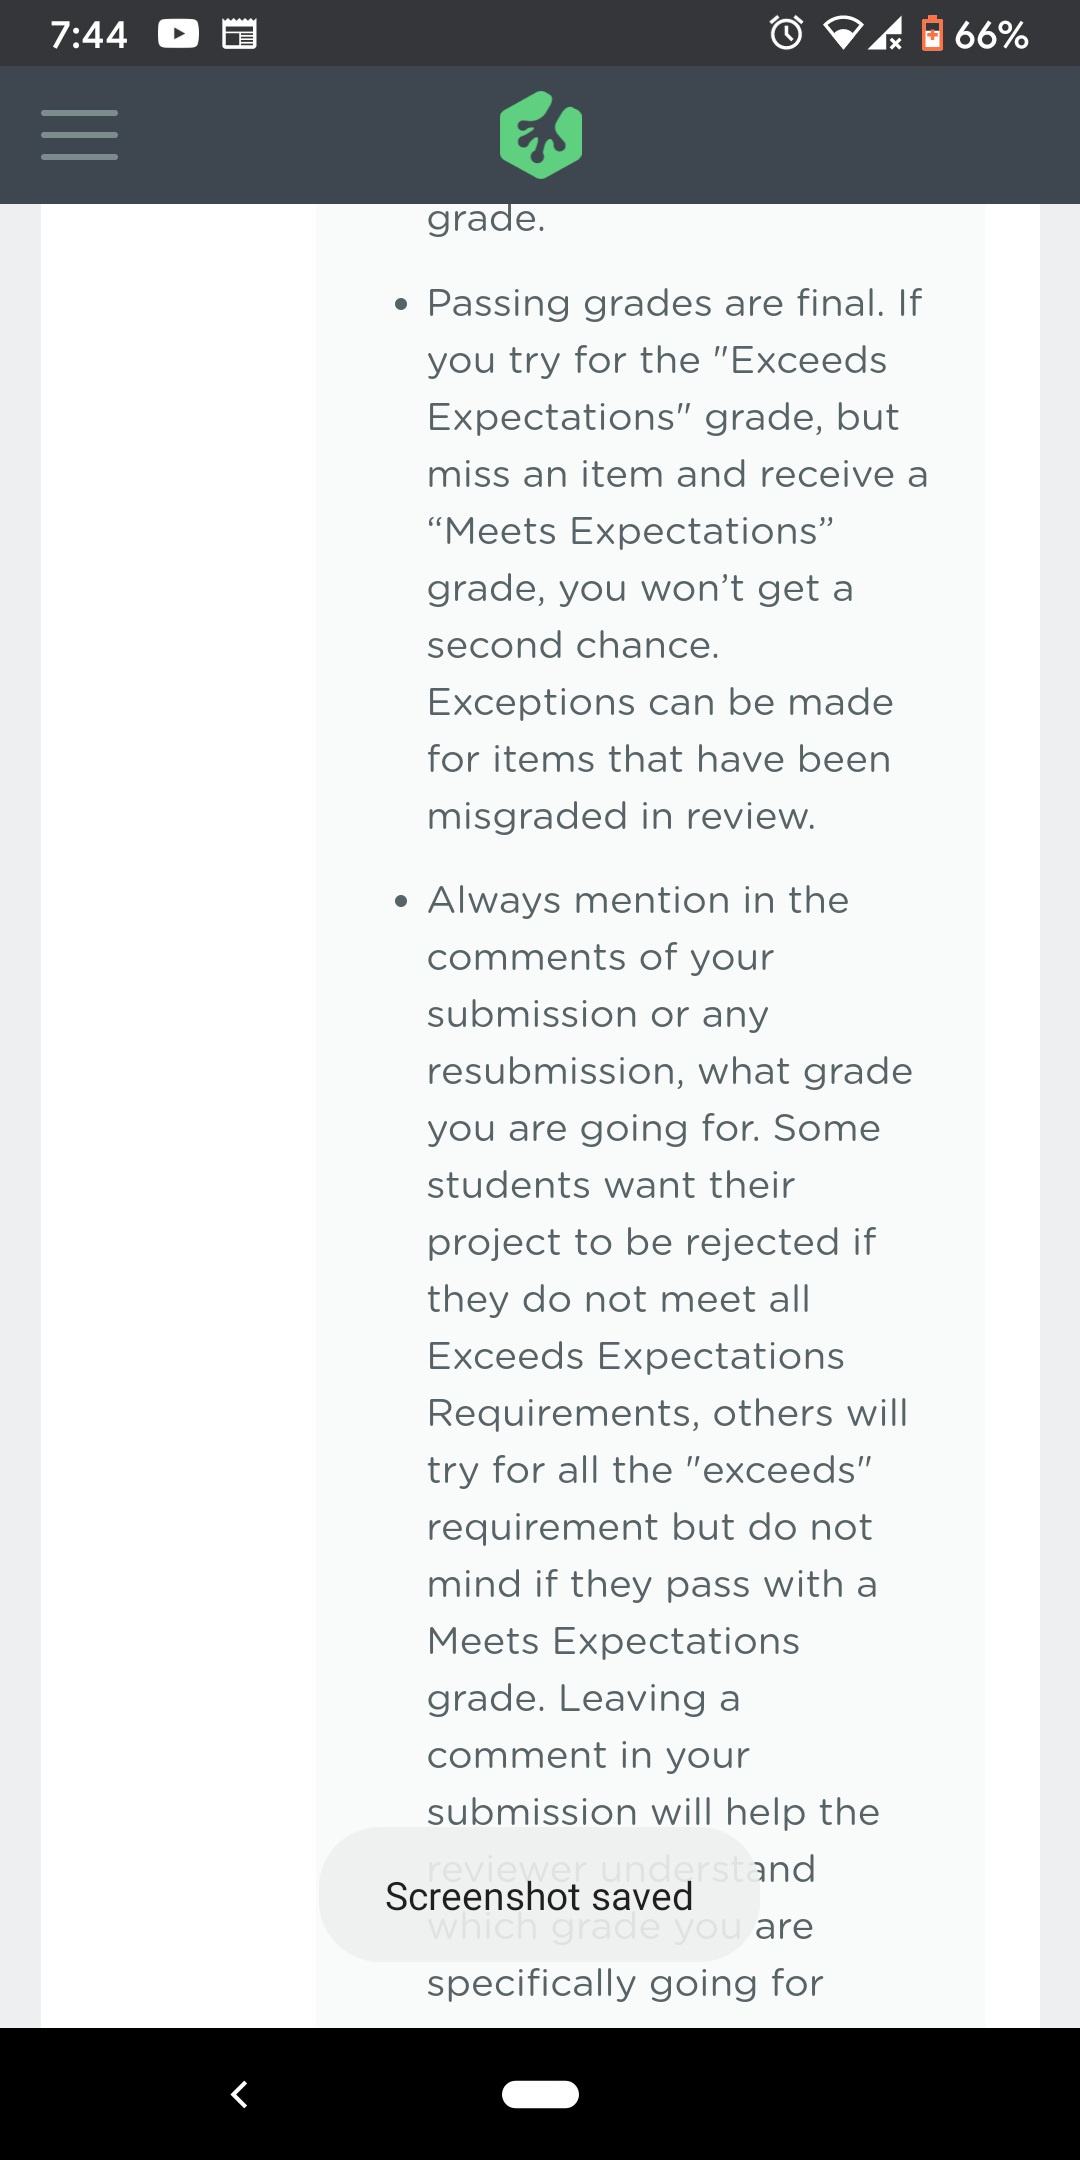 7:44
66%
grade.
• Passing grades are final. If
you try for the "Exceeds
Expectations" grade, but
miss an item and receive a
“Meets Expectations”
grade, you won’t get a
second chance.
Exceptions can be made
for items that have been
misgraded in review.
• Always mention in the
comments of your
submission or any
resubmission, what grade
you are going for. Some
students want their
project to be rejected if
they do not meet all
Exceeds Expectations
Requirements, others will
try for all the "exceeds"
requirement but do not
mind if they pass with a
Meets Expectations
grade. Leaving a
comment in your
submission will help the
reviewer understand
Screenshot saved
which grade you are
specifically going for